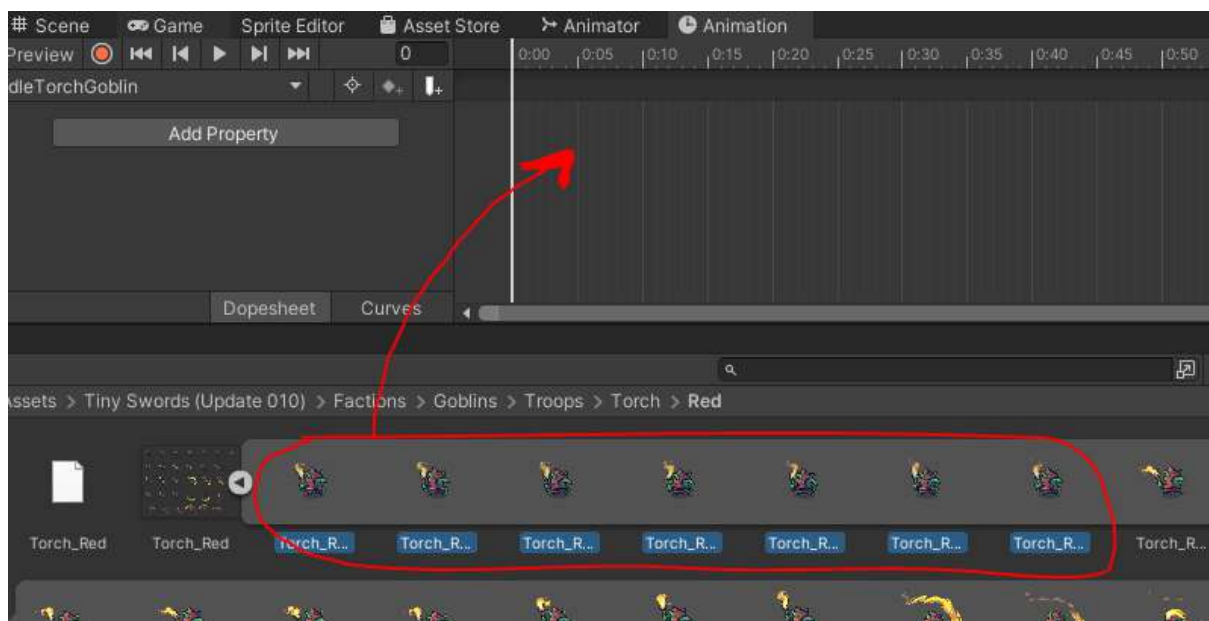 Scene Game Sprite Editor Asset Store Animator Animation
Preview 0 0:00 0:05 0:10 0:15 0:20 0:25 0:30 0:35 0:40 0:45 0:50
dleTorchGoblin
Add Property
Dopesheet Curves
Assets > Tiny Swords (Update 010) > Factions > Goblins > Troops > Torch > Red
Torch_Red Torch_Red Torch_R... Torch_R... Torch_R... Torch_R... Torch_R... Torch_R... Torch_R... Torch_R...